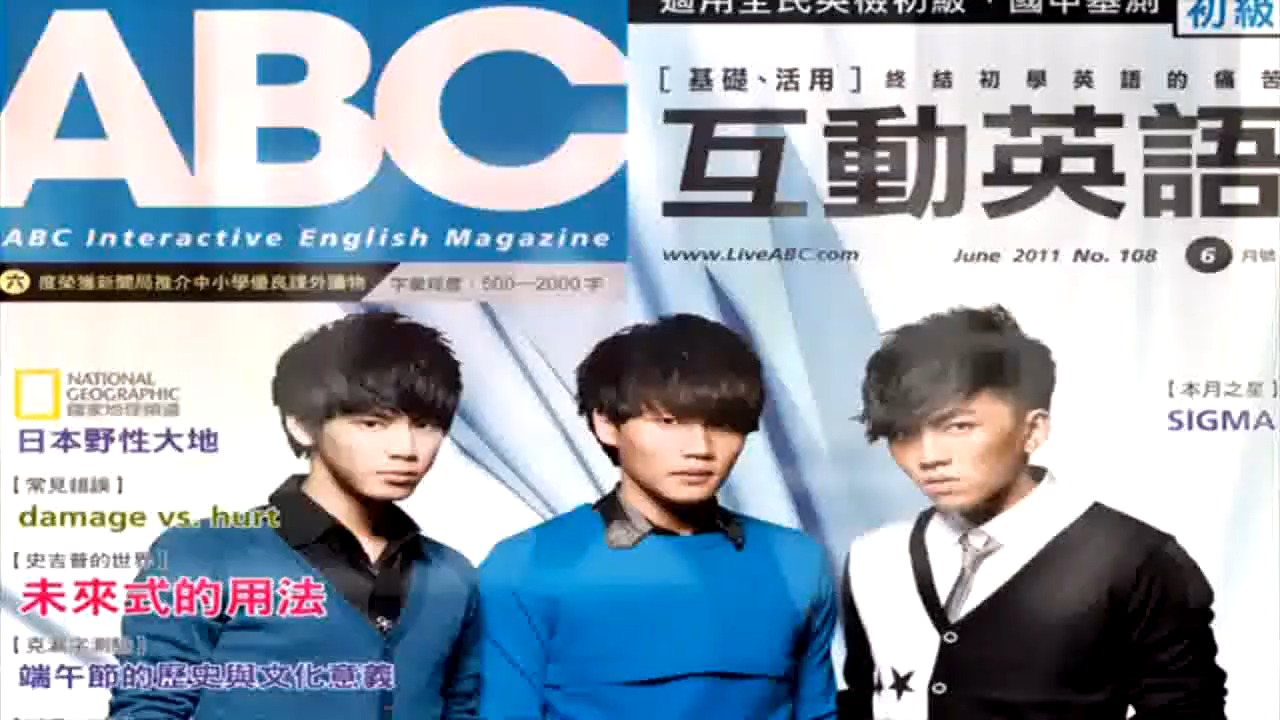 ABC
ABC Interactive English Magazine
六 度榮獲新聞局推介中小學優良課外讀物
字彙程度：500—2000字
適用全民英檢初級、國中基測
初級
[ 基礎、活用 ] 終結初學英語的痛苦
互動英語
www.LiveABC.com
June 2011 No. 108
6 月號
NATIONAL
GEOGRAPHIC
國家地理頻道
日本野性大地
【常見錯誤】
damage vs. hurt
【史吉普的世界】
未來式的用法
端午節的歷史與文化意義
【本月之星】
SIGMA